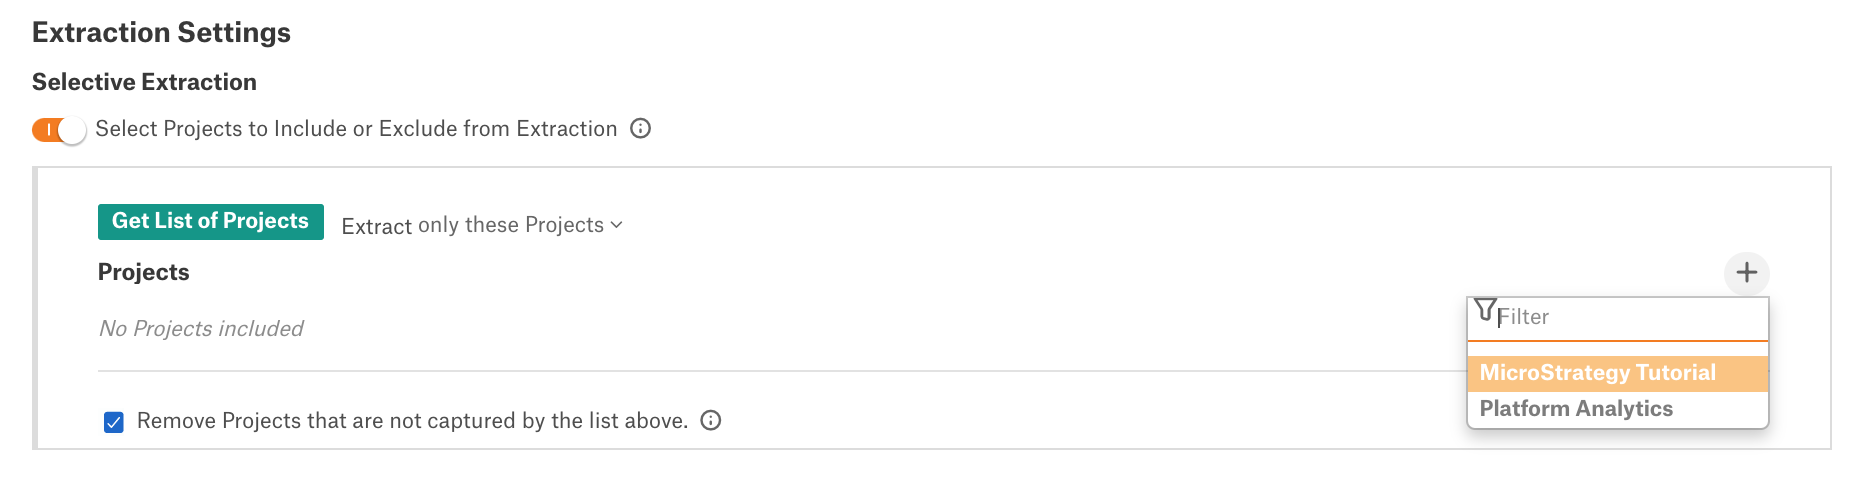 Extraction Settings
Selective Extraction
Select Projects to Include or Exclude from Extraction
Get List of Projects
Extract only these Projects
Projects
No Projects included
Filter
MicroStrategy Tutorial
Platform Analytics
Remove Projects that are not captured by the list above.